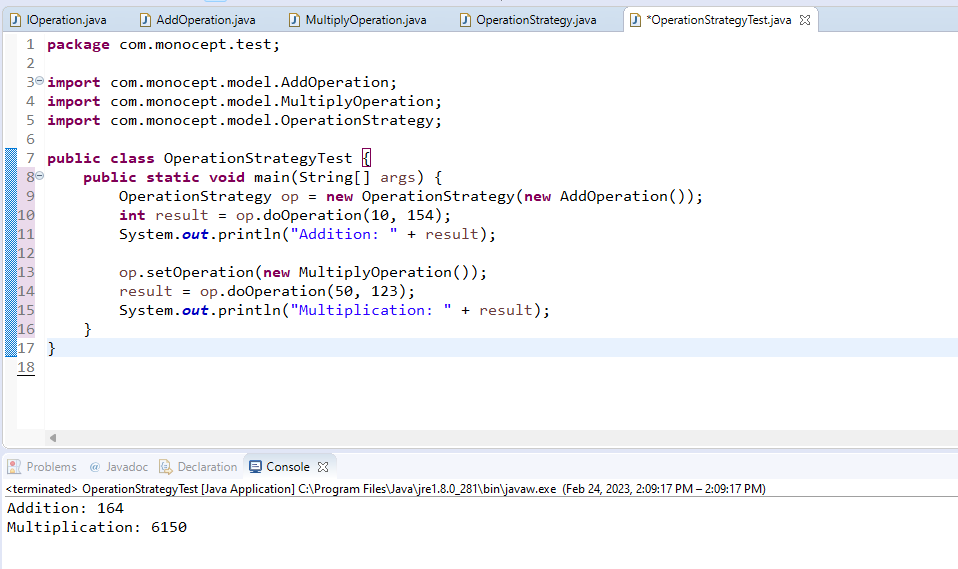 IOperation.java AddOperation.java MultiplyOperation.java OperationStrategy.java *OperationStrategyTest.java
1 package com.monocept.test;
2
3 import com.monocept.model.AddOperation;
4 import com.monocept.model.MultiplyOperation;
5 import com.monocept.model.OperationStrategy;
6
7 public class OperationStrategyTest {
8     public static void main(String[] args) {
9         OperationStrategy op = new OperationStrategy(new AddOperation());
10         int result = op.doOperation(10, 154);
11         System.out.println("Addition: " + result);
12
13         op.setOperation(new MultiplyOperation());
14         result = op.doOperation(50, 123);
15         System.out.println("Multiplication: " + result);
16     }
17 }
18
Problems @ Javadoc Declaration Console
<terminated> OperationStrategyTest [Java Application] C:\Program Files\Java\jre1.8.0_281\bin\javaw.exe (Feb 24, 2023, 2:09:17 PM – 2:09:17 PM)
Addition: 164
Multiplication: 6150